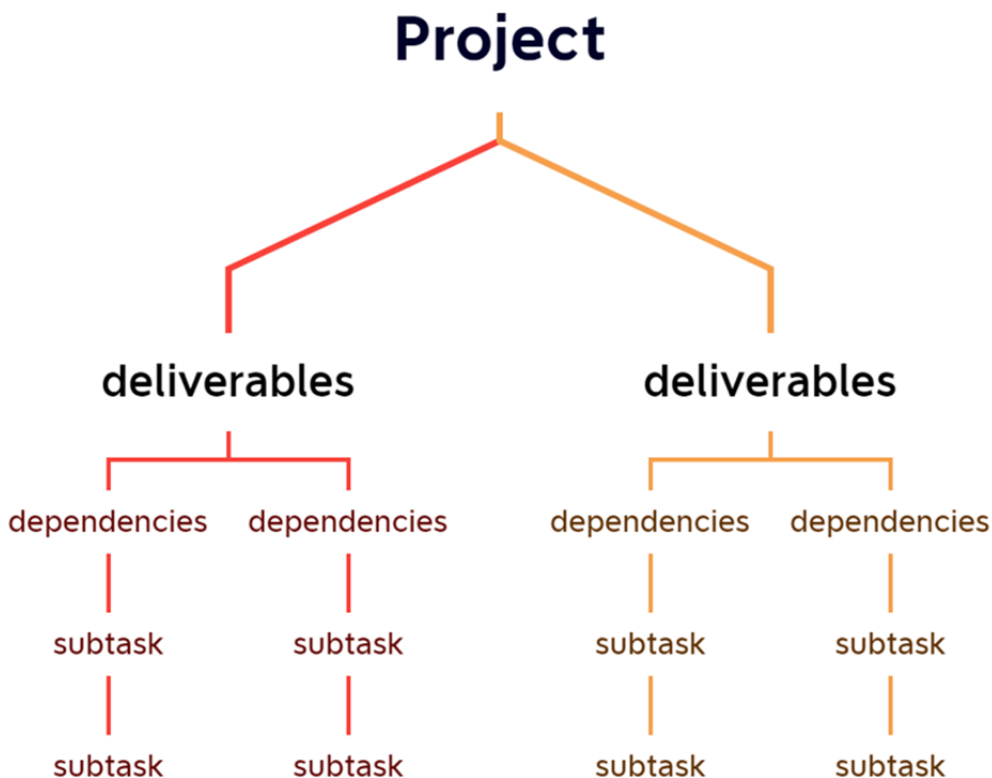 Project
deliverables deliverables
dependencies dependencies dependencies dependencies
subtask subtask subtask subtask
subtask subtask subtask subtask